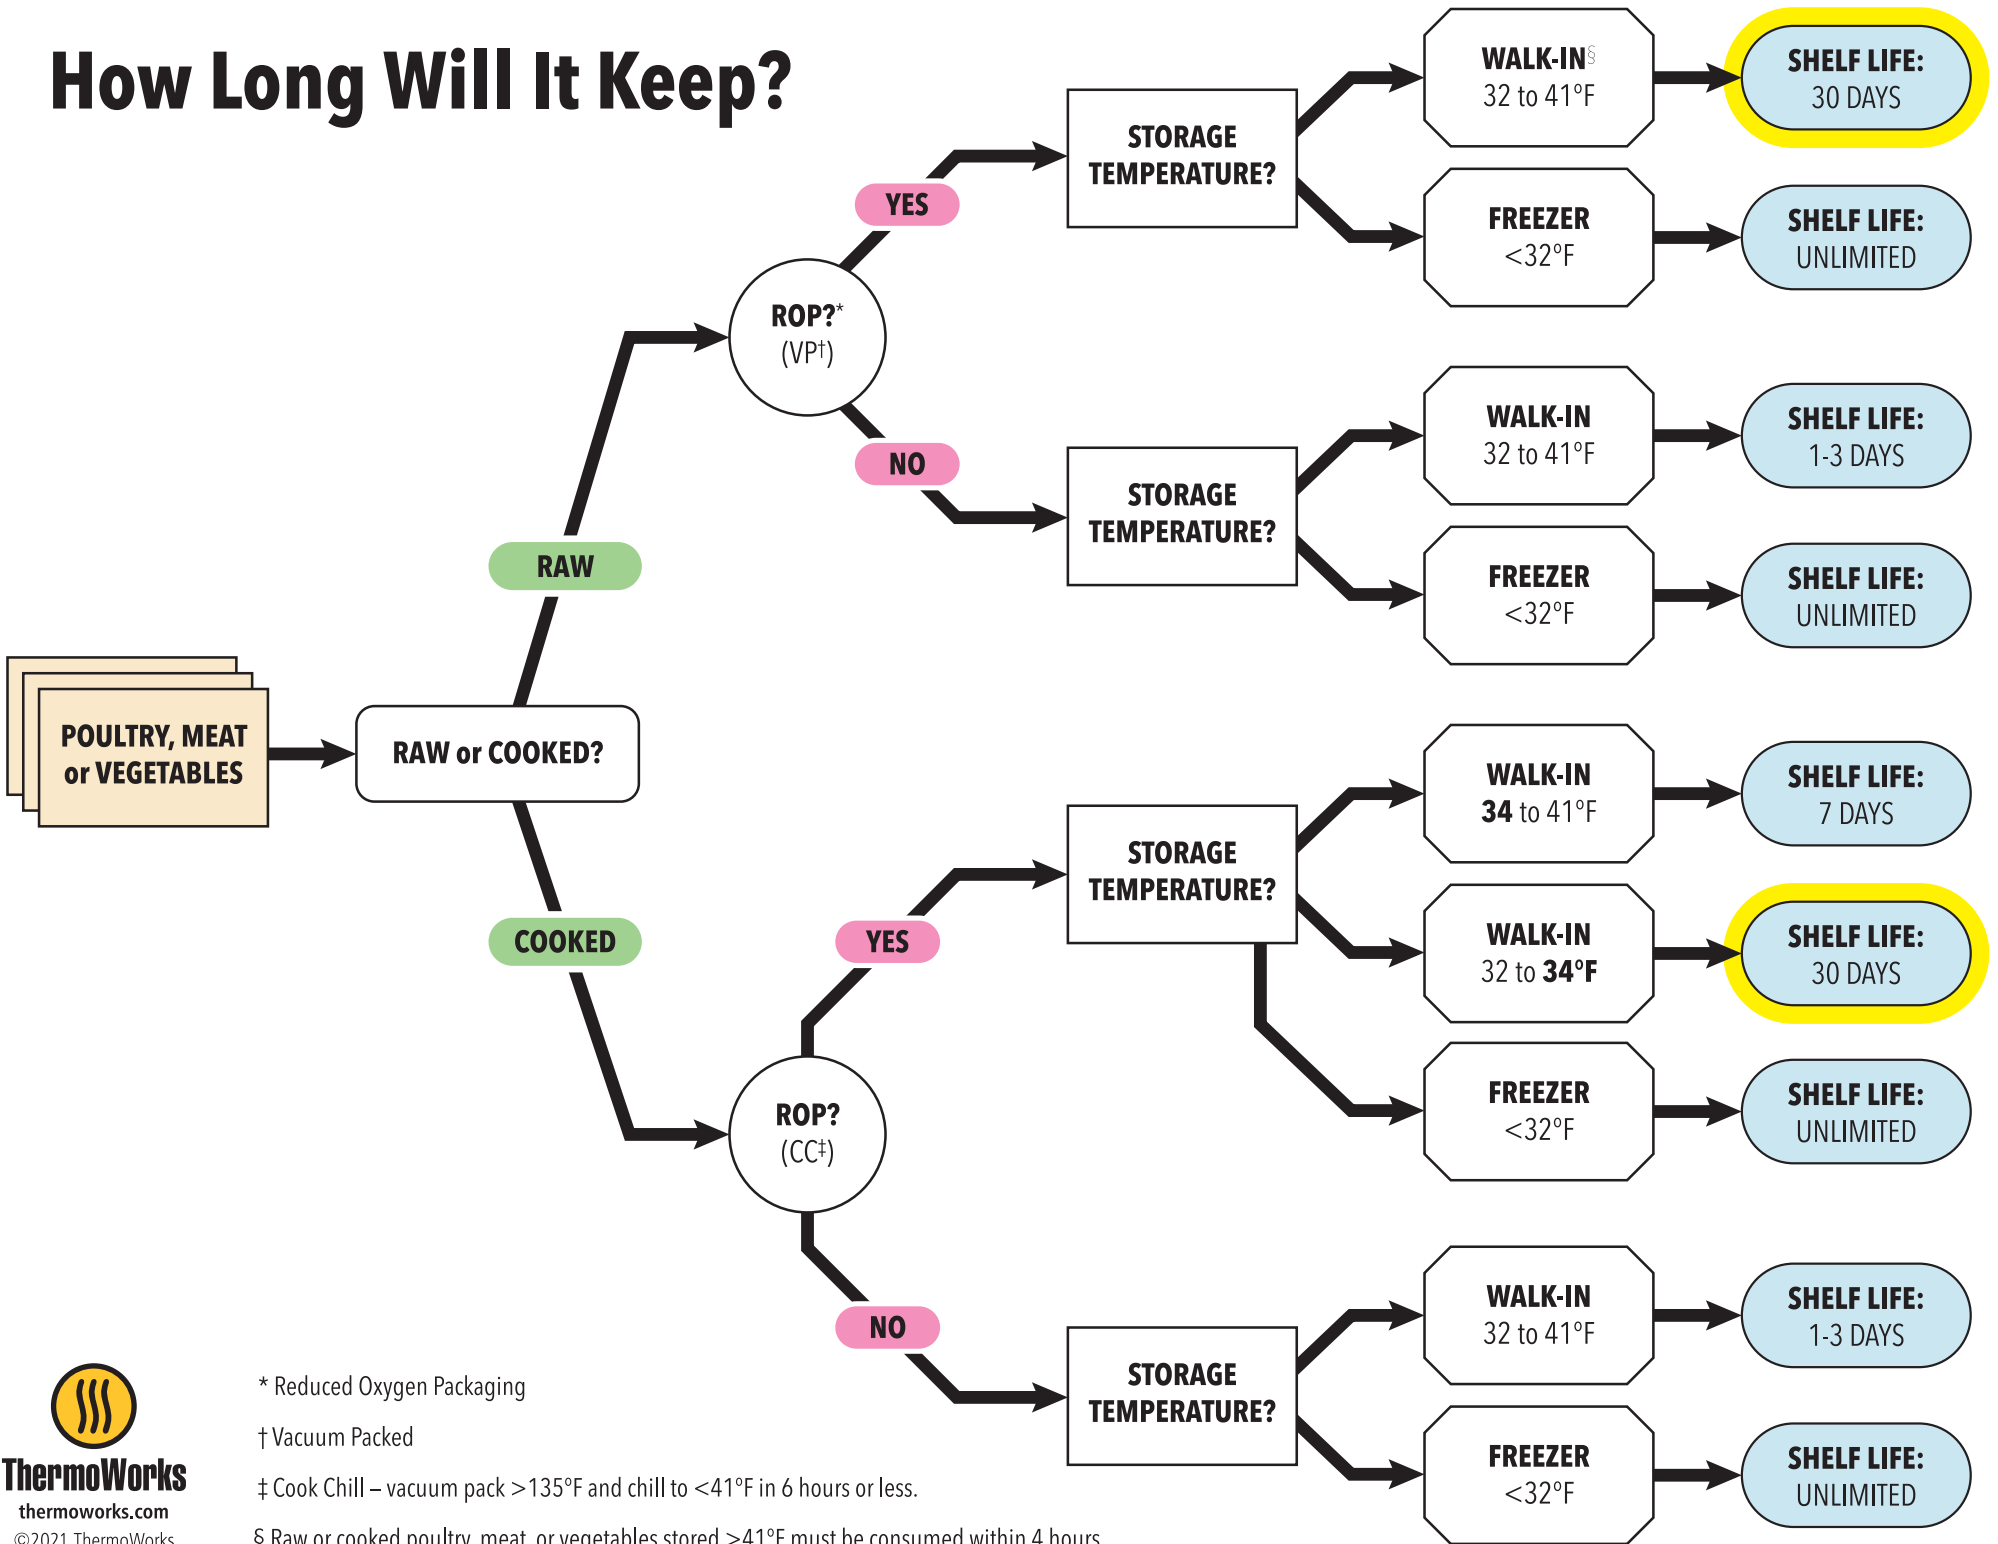 How Long Will It Keep?
POULTRY, MEAT
or VEGETABLES
RAW or COOKED?
RAW
COOKED
ROP?*
(VP†)
YES
NO
STORAGE
TEMPERATURE?
WALK-IN§
32 to 41°F
SHELF LIFE:
30 DAYS
FREEZER
<32°F
SHELF LIFE:
UNLIMITED
STORAGE
TEMPERATURE?
WALK-IN
32 to 41°F
SHELF LIFE:
1-3 DAYS
FREEZER
<32°F
SHELF LIFE:
UNLIMITED
ROP?
(CC‡)
YES
NO
STORAGE
TEMPERATURE?
WALK-IN
34 to 41°F
SHELF LIFE:
7 DAYS
WALK-IN
32 to 34°F
SHELF LIFE:
30 DAYS
FREEZER
<32°F
SHELF LIFE:
UNLIMITED
STORAGE
TEMPERATURE?
WALK-IN
32 to 41°F
SHELF LIFE:
1-3 DAYS
FREEZER
<32°F
SHELF LIFE:
UNLIMITED
* Reduced Oxygen Packaging
† Vacuum Packed
‡ Cook Chill – vacuum pack >135°F and chill to <41°F in 6 hours or less.
§ Raw or cooked poultry, meat, or vegetables stored >41°F must be consumed within 4 hours
ThermoWorks
thermoworks.com
©2021 ThermoWorks